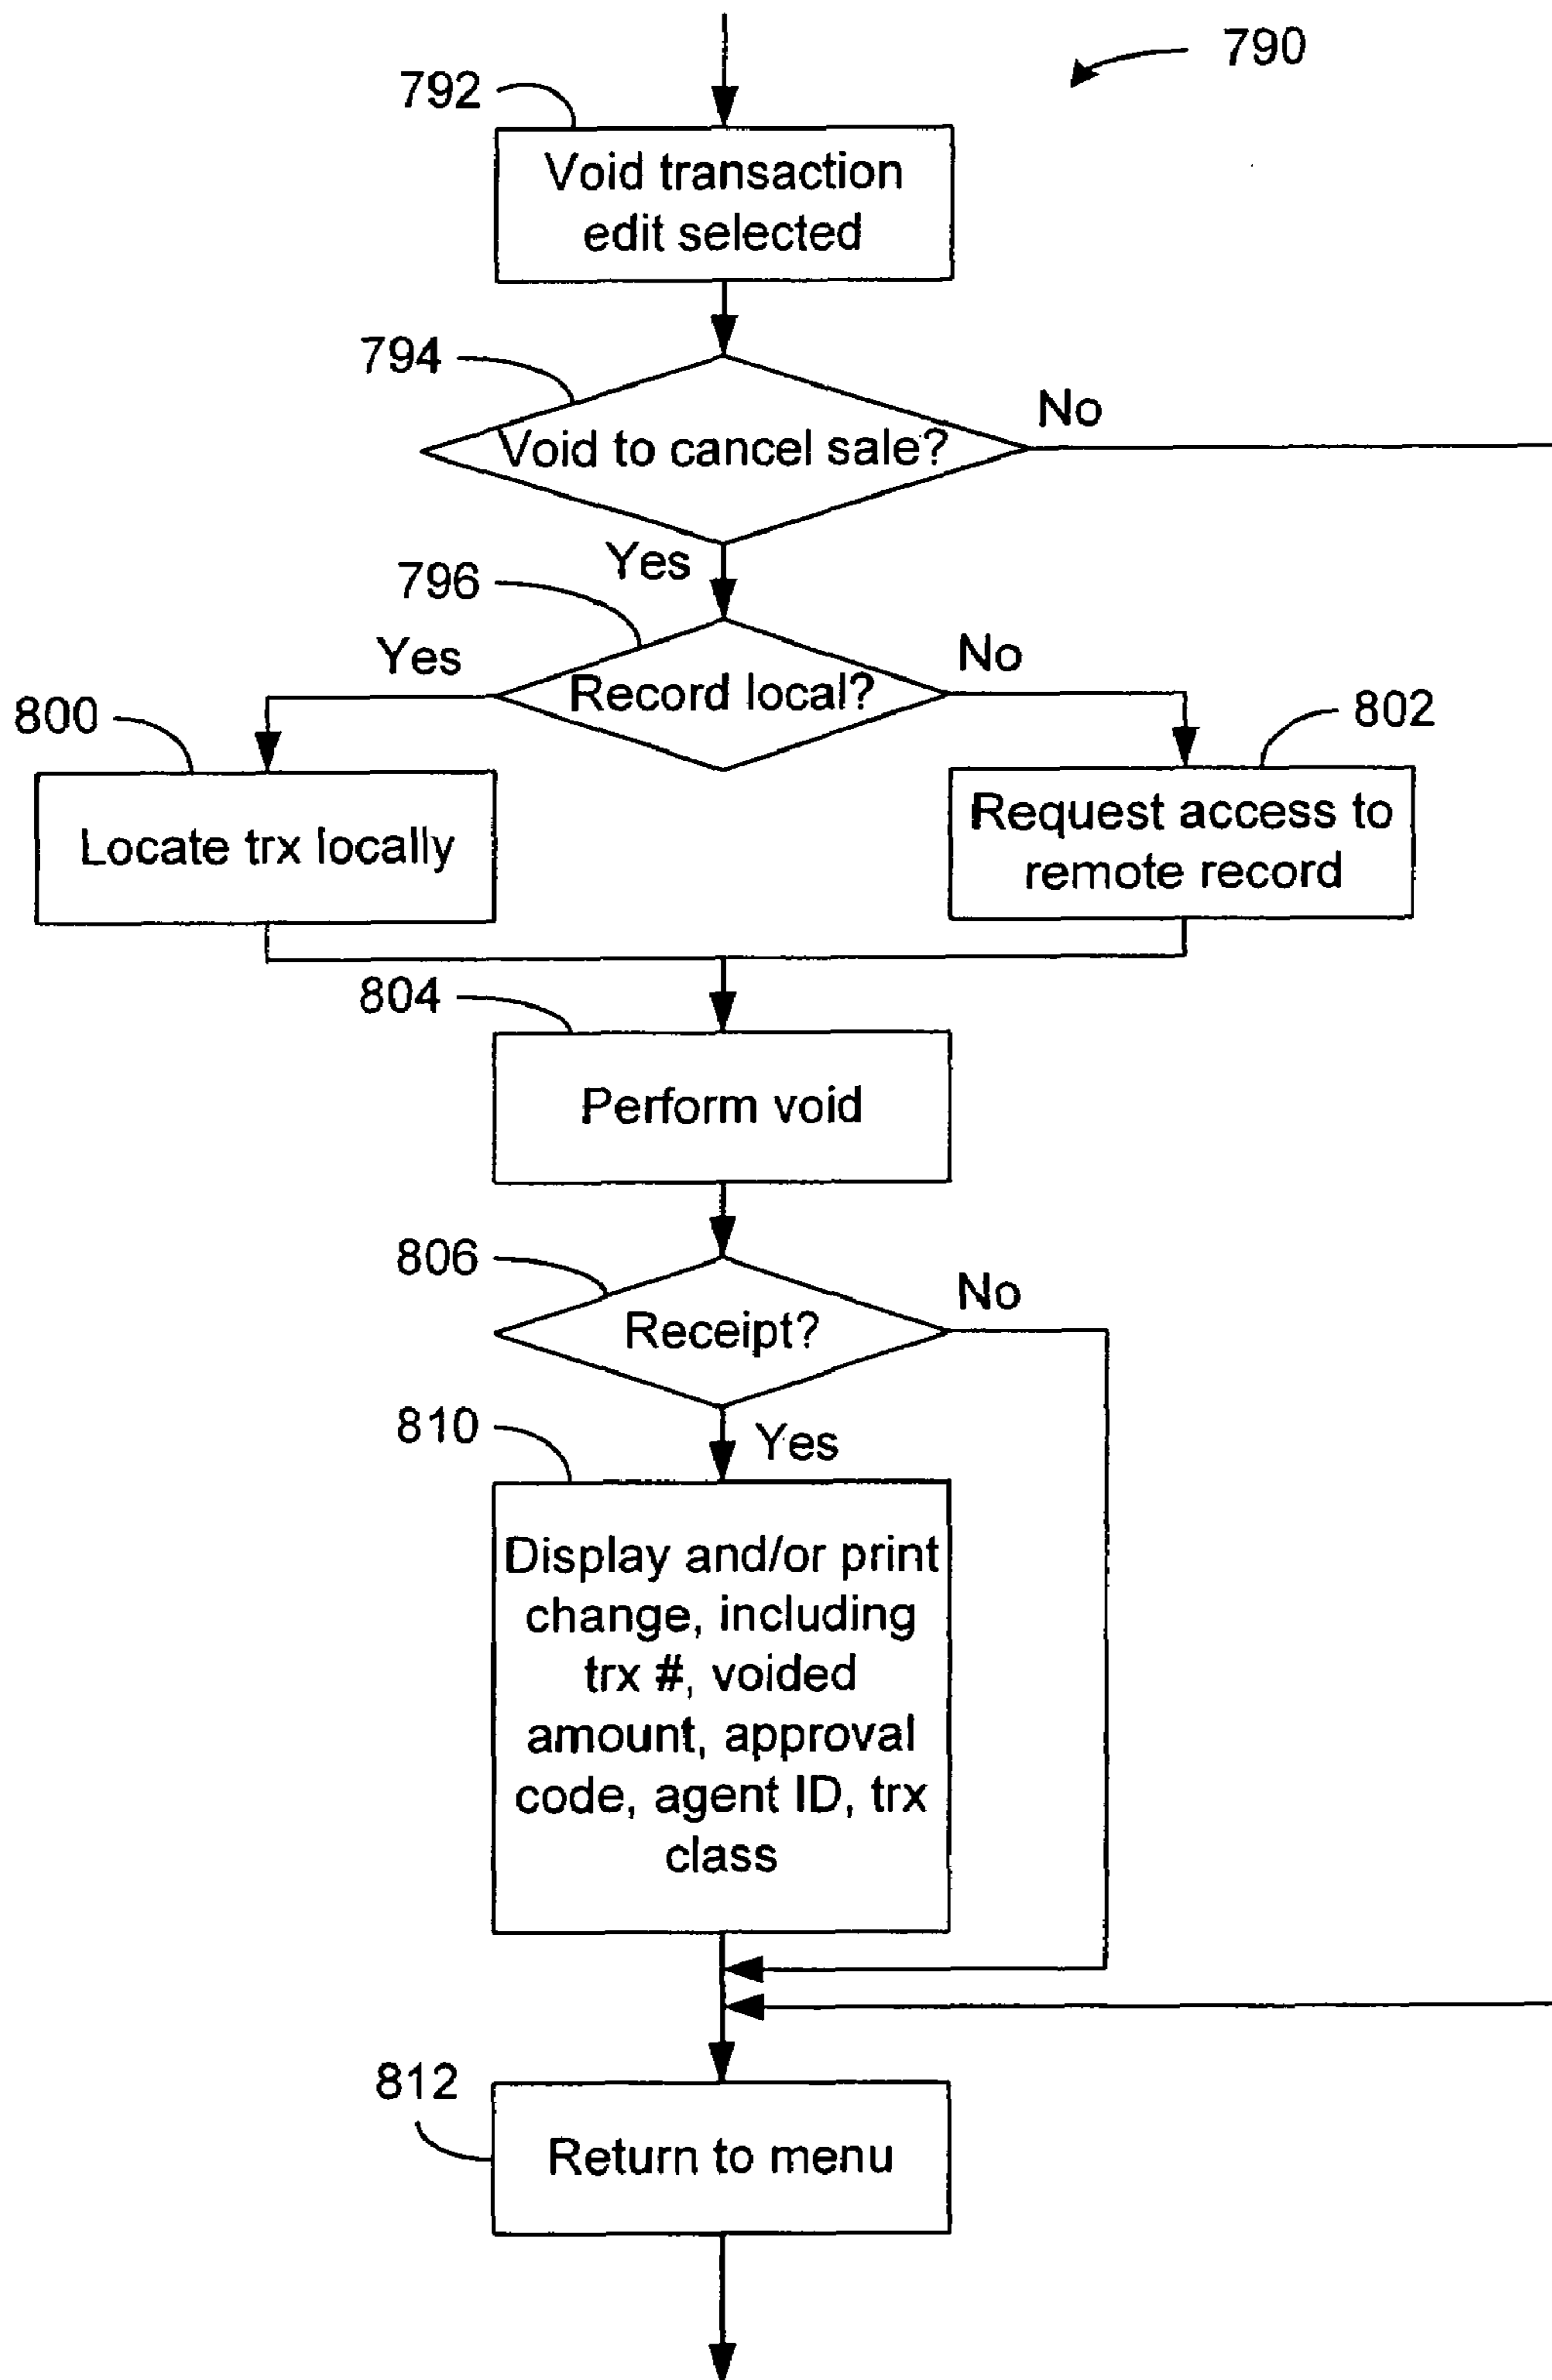 790
792
Void transaction
edit selected
794
No
Void to cancel sale?
Yes
796
Yes
No
Record local?
800
802
Locate trx locally
Request access to
remote record
804
Perform void
806
No
Receipt?
810
Yes
Display and/or print
change, including
trx #, voided
amount, approval
code, agent ID, trx
class
812
Return to menu